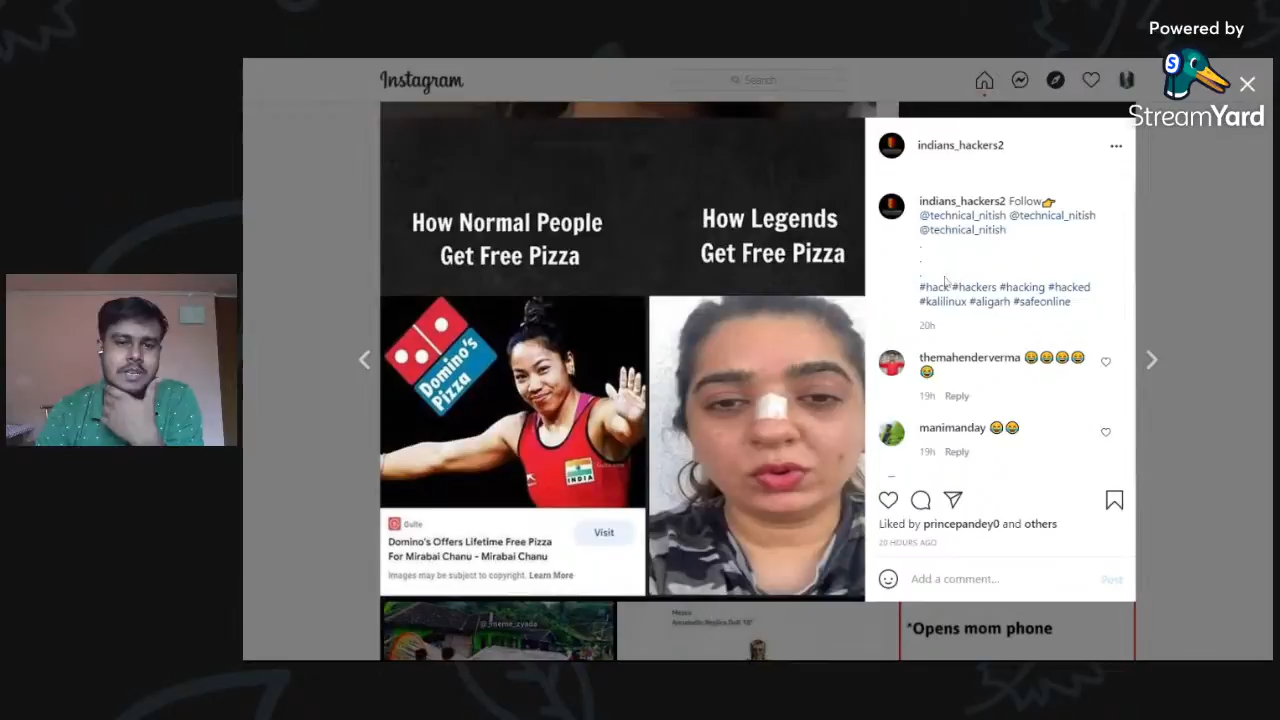 Powered by
StreamYard
Instagram
Search
How Normal People
Get Free Pizza
How Legends
Get Free Pizza
Domino's
Pizza
INDIA
Gulte
Visit
Domino's Offers Lifetime Free Pizza
For Mirabai Chanu - Mirabai Chanu
Images may be subject to copyright. Learn More
indians_hackers2
indians_hackers2 Follow👉
@technical_nitish @technical_nitish
@technical_nitish
.
.
.
#hack #hackers #hacking #hacked
#kalilinux #aligarh #safeonline
20h
themahenderverma 😂😂😂😂
😂
19h Reply
manimanday 😂😂
19h Reply
Liked by princepandey0 and others
20 HOURS AGO
Add a comment...
Post
*Opens mom phone